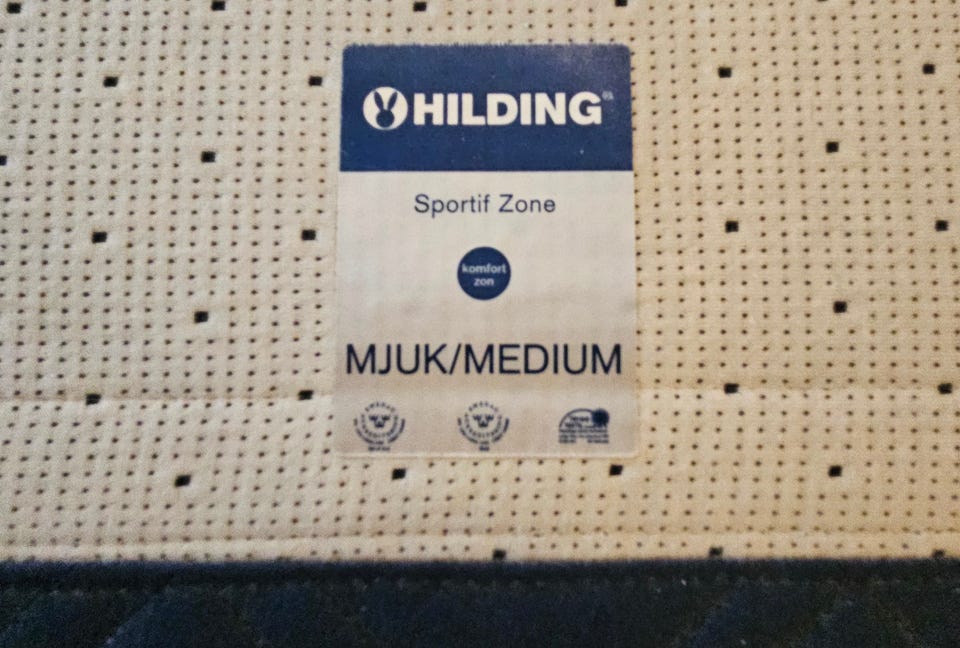 HILDING
Sportif Zone
komfort
zon
MJUK/MEDIUM